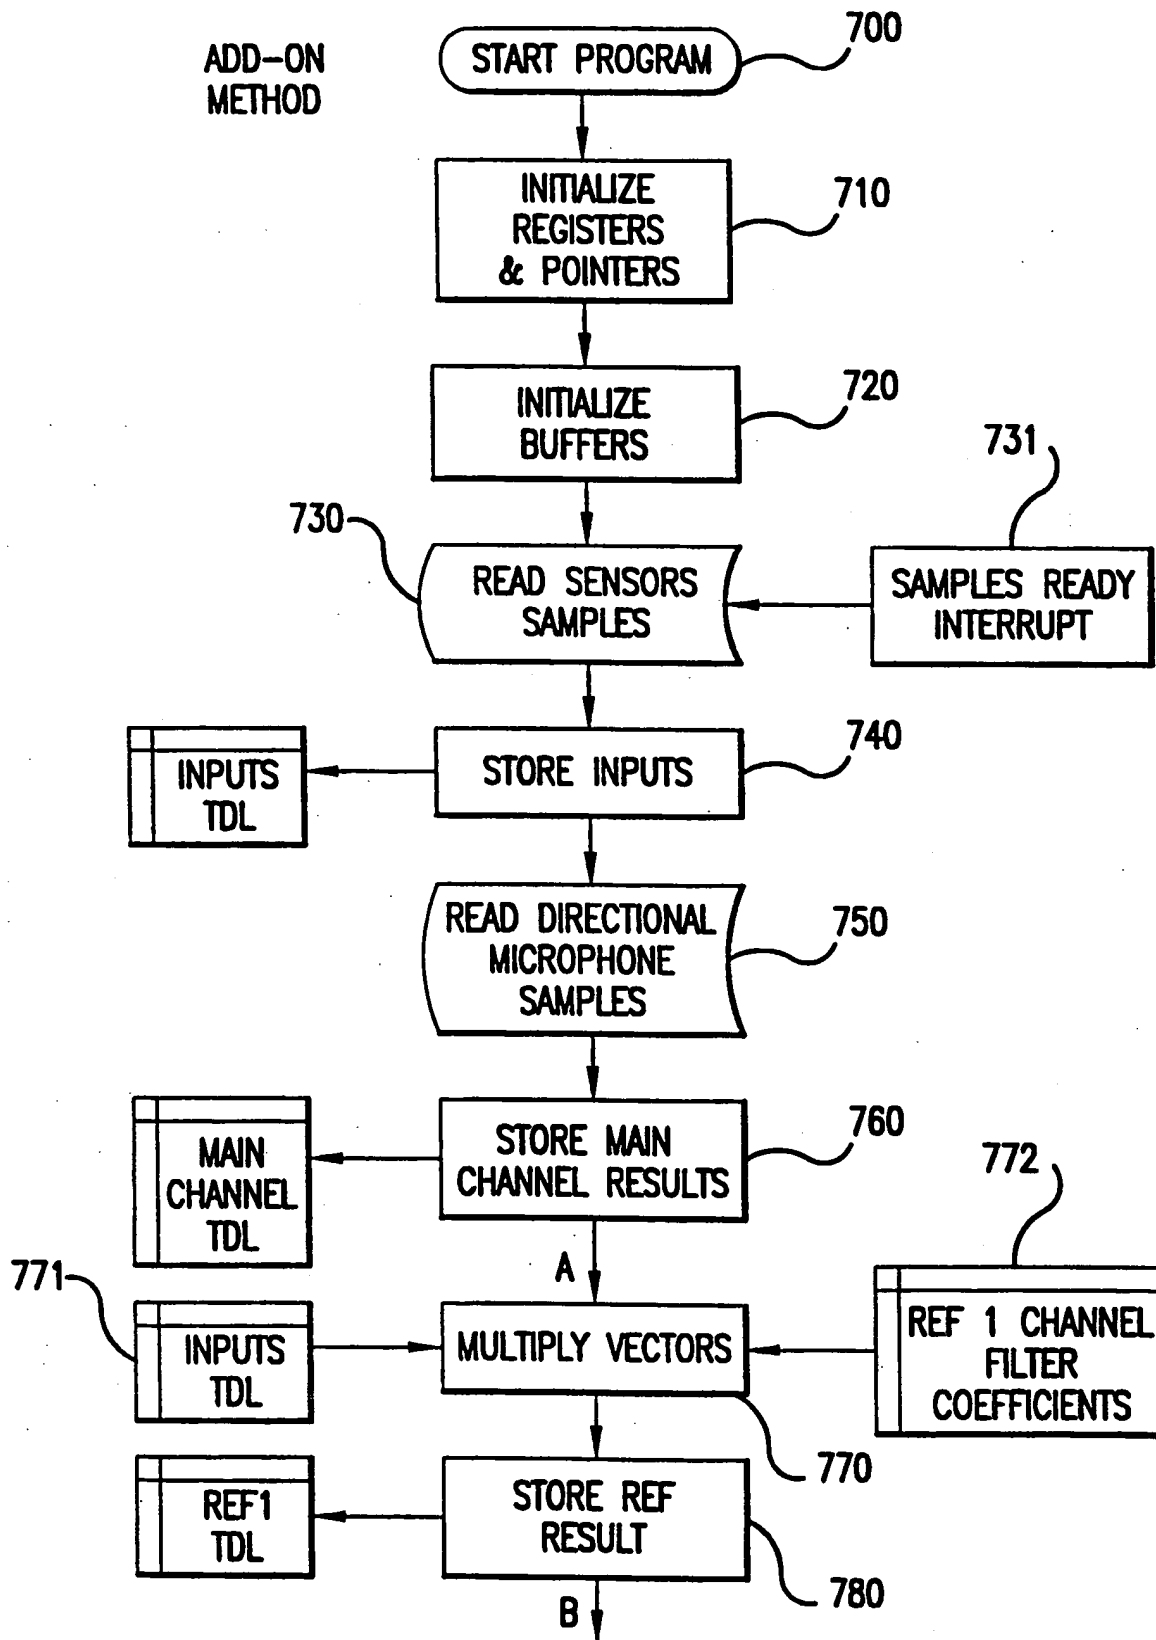 ADD-ON
METHOD
START PROGRAM
700
INITIALIZE
REGISTERS
& POINTERS
710
INITIALIZE
BUFFERS
720
730
READ SENSORS
SAMPLES
731
SAMPLES READY
INTERRUPT
INPUTS
TDL
STORE INPUTS
740
READ DIRECTIONAL
MICROPHONE
SAMPLES
750
MAIN
CHANNEL
TDL
STORE MAIN
CHANNEL RESULTS
760
A
771
INPUTS
TDL
MULTIPLY VECTORS
770
772
REF 1 CHANNEL
FILTER
COEFFICIENTS
REF1
TDL
STORE REF
RESULT
780
B